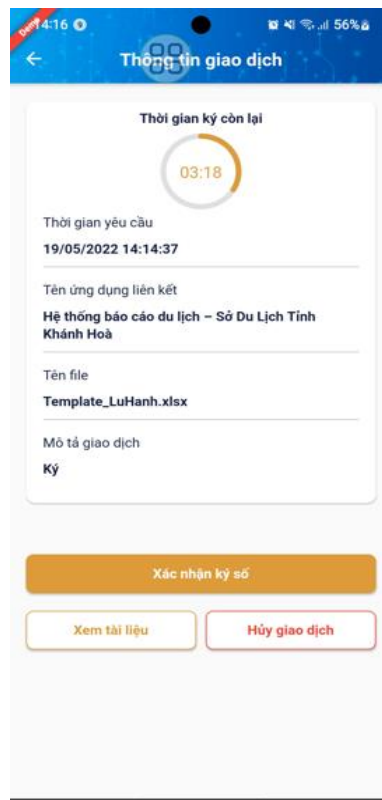 Demo
14:16
56%
Thông tin giao dịch
Thời gian ký còn lại
03:18
Thời gian yêu cầu
19/05/2022 14:14:37
Tên ứng dụng liên kết
Hệ thống báo cáo du lịch – Sở Du Lịch Tỉnh
Khánh Hoà
Tên file
Template_LuHanh.xlsx
Mô tả giao dịch
Ký
Xác nhận ký số
Xem tài liệu
Hủy giao dịch